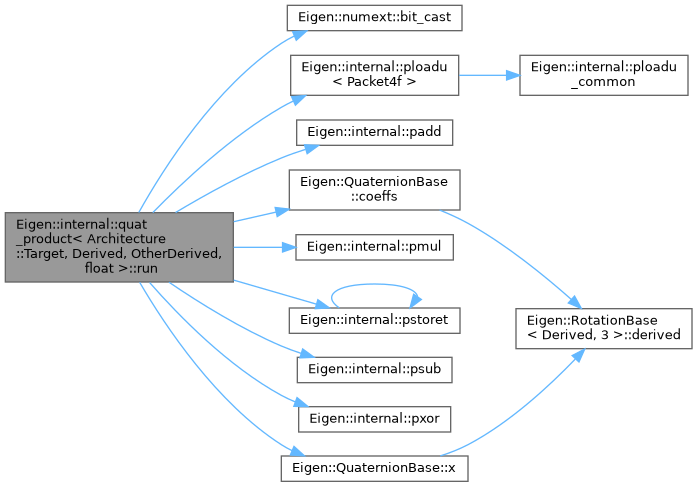 Eigen::numext::bit_cast
Eigen::internal::ploadu
< Packet4f >
Eigen::internal::ploadu
_common
Eigen::internal::padd
Eigen::QuaternionBase
::coeffs
Eigen::internal::quat
_product< Architecture
::Target, Derived, OtherDerived,
float >::run
Eigen::internal::pmul
Eigen::internal::pstoret
Eigen::RotationBase
< Derived, 3 >::derived
Eigen::internal::psub
Eigen::internal::pxor
Eigen::QuaternionBase::x